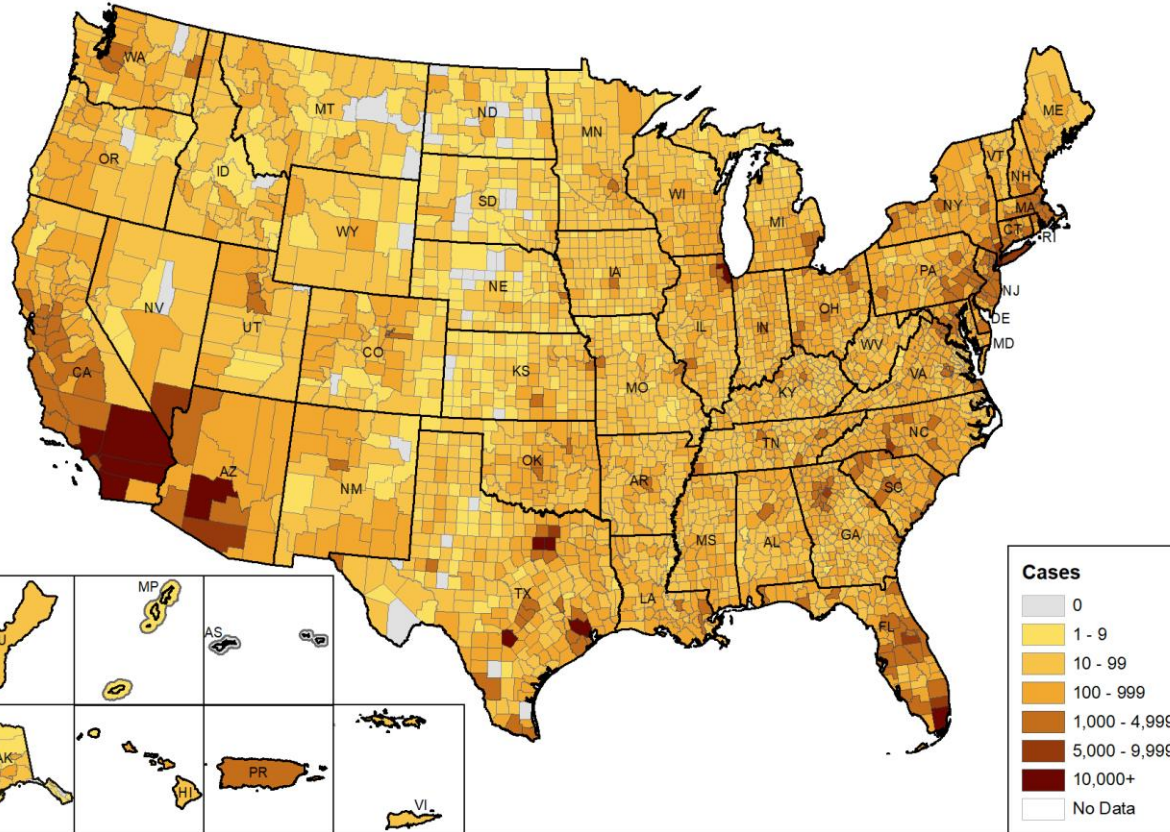 WA
MT
ND
MN
ME
OR
ID
SD
WI
VT
NH
NY
MA
WY
MI
CT
RI
IA
PA
NE
NV
NJ
OH
UT
IL
IN
DE
CO
MD
WV
CA
KS
MO
VA
KY
NC
TN
OK
AZ
AR
NM
SC
MS
AL
GA
TX
LA
FL
MP
AS
AK
HI
PR
VI
Cases
0
1 - 9
10 - 99
100 - 999
1,000 - 4,999
5,000 - 9,999
10,000+
No Data